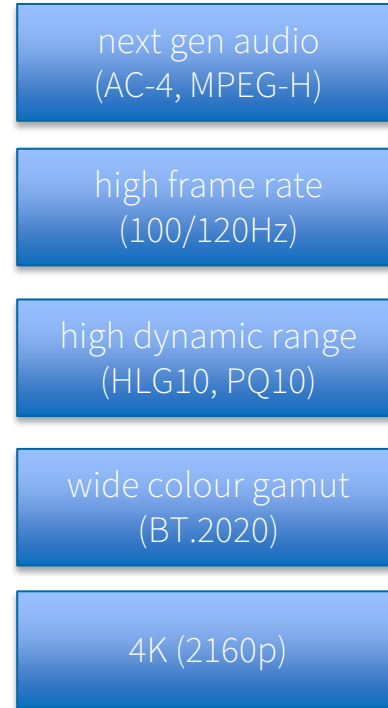 next gen audio
(AC-4, MPEG-H)
high frame rate
(100/120Hz)
high dynamic range
(HLG10, PQ10)
wide colour gamut
(BT.2020)
4K (2160p)